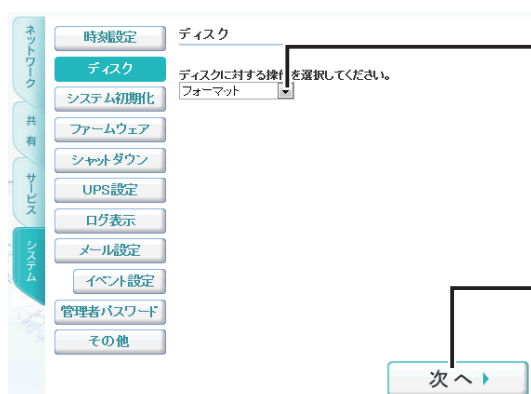 ネットワーク
共有
サービス
システム
時刻設定
ディスク
システム初期化
ファームウェア
シャットダウン
UPS設定
ログ表示
メール設定
イベント設定
管理者パスワード
その他
ディスク
ディスクに対する操作を選択してください。
フォーマット
次へ